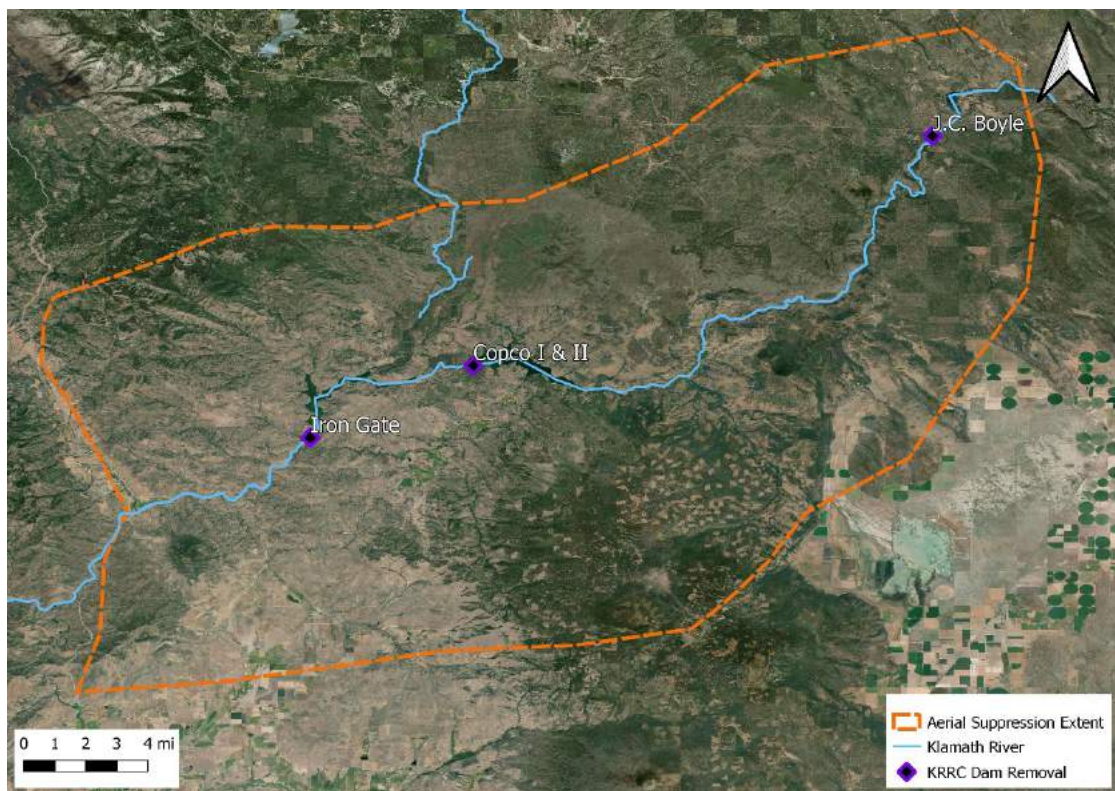 J.C. Boyle
Copco I & II
Iron Gate
0 1 2 3 4 mi
Aerial Suppression Extent
Klamath River
KRRC Dam Removal